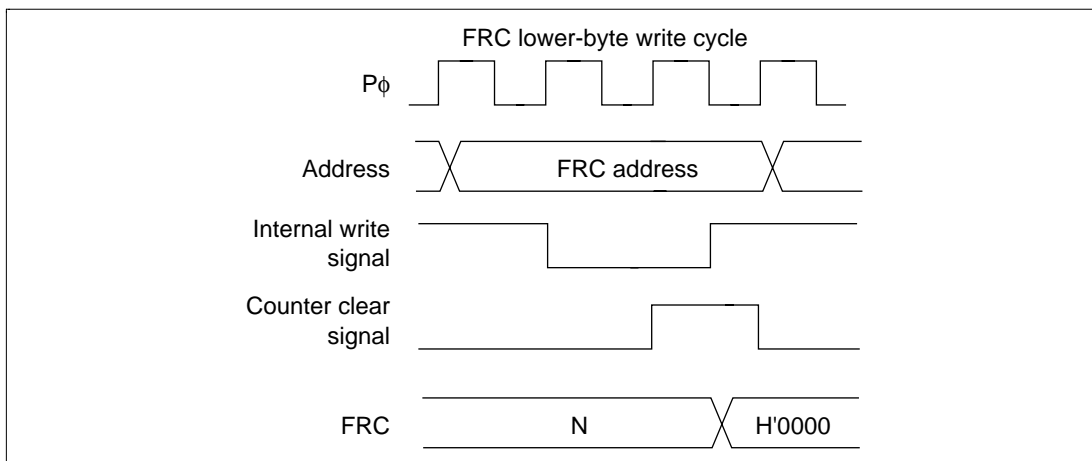 FRC lower-byte write cycle
Pϕ
Address
FRC address
Internal write
signal
Counter clear
signal
FRC
N
H'0000